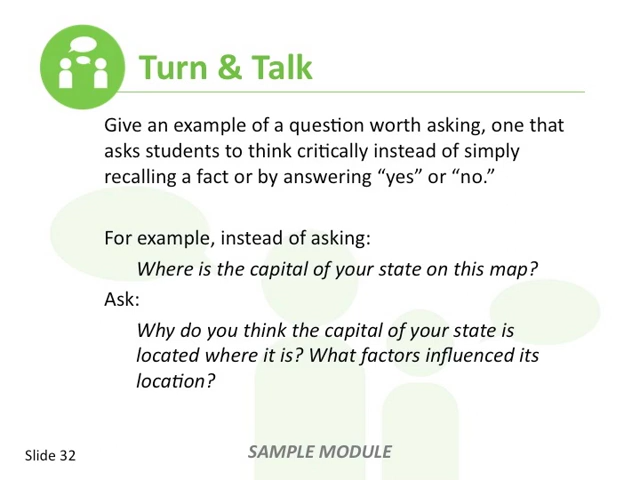 Turn & Talk
Give an example of a question worth asking, one that
asks students to think critically instead of simply
recalling a fact or by answering “yes” or “no.”
For example, instead of asking:
Where is the capital of your state on this map?
Ask:
Why do you think the capital of your state is
located where it is? What factors influenced its
location?
Slide 32
SAMPLE MODULE